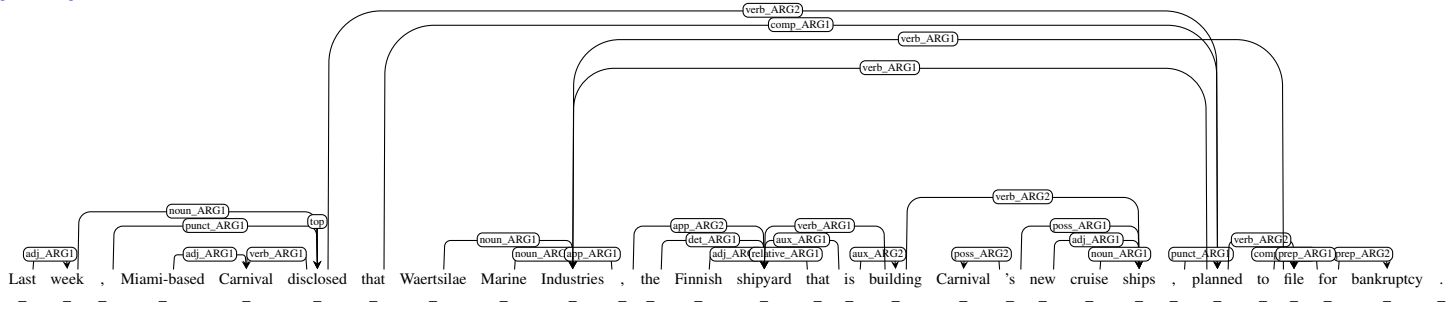 verb_ARG2
comp_ARG1
verb_ARG1
verb_ARG1
verb_ARG2
noun_ARG1 top
punct_ARG1 app_ARG2 verb_ARG1 poss_ARG1
noun_ARG1 det_ARG1 aux_ARG1 adj_ARG1 verb_ARG2
adj_ARG1 adj_ARG1 verb_ARG1 app_ARG1 relative_ARG1 aux_ARG2 poss_ARG2 noun_ARG1 punct_ARG1 prep_ARG1 prep_ARG2
Last week , Miami-based Carnival disclosed that Waertsilae Marine Industries , the Finnish shipyard that is building Carnival 's new cruise ships , planned to file for bankruptcy .
_ _ _ _ _ _ _ _ _ _ _ _ _ _ _ _ _ _ _ _ _ _ _ _ _ _ _ _